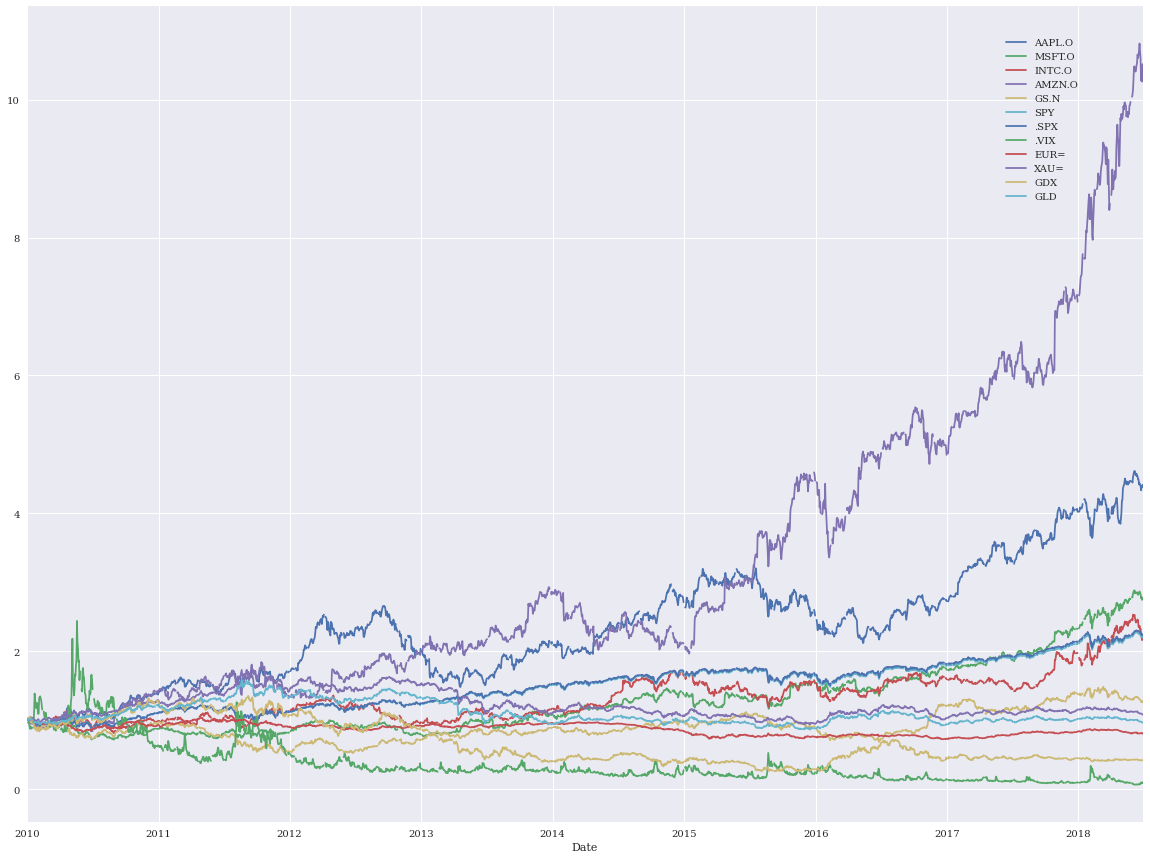 AAPL.O
MSFT.O
INTC.O
AMZN.O
GS.N
SPY
.SPX
.VIX
EUR=
XAU=
GDX
GLD
10
8
6
4
2
0
2010 2011 2012 2013 2014 2015 2016 2017 2018
Date